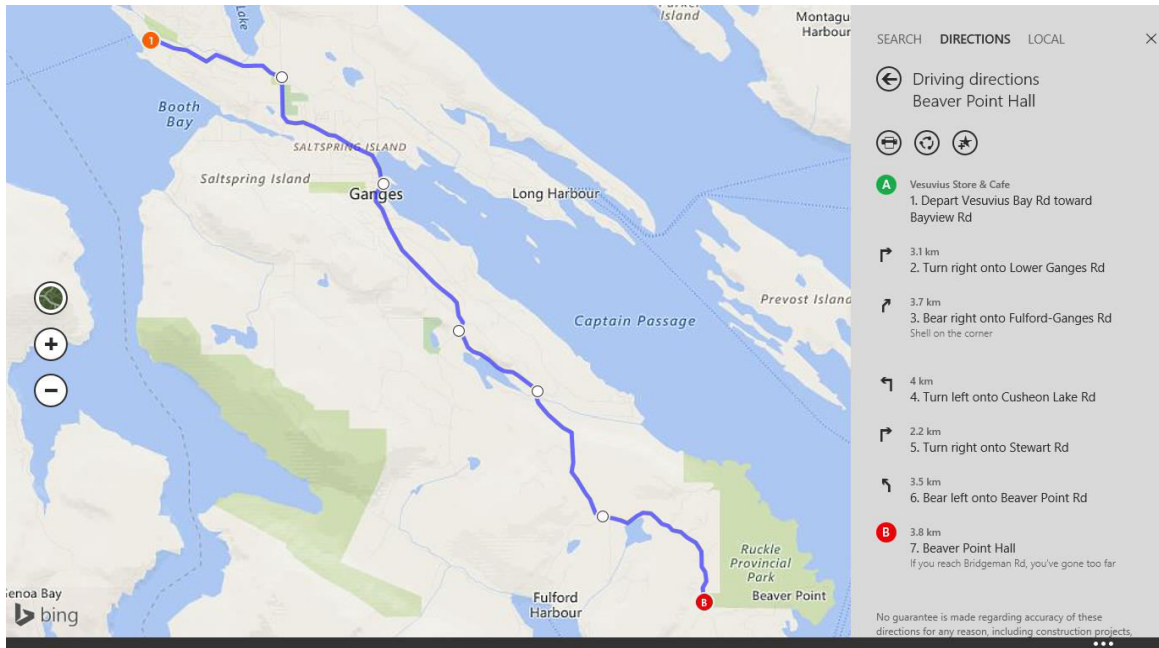 Lake
Parker
Island
Montagu
Harbour
1
Booth
Bay
SALTSPRING ISLAND
Saltspring Island
Ganges
Long Harbour
Prevost Island
Captain Passage
Ruckle
Provincial
Park
Beaver Point
Fulford
Harbour
B
Genoa Bay
bing
SEARCH DIRECTIONS LOCAL
Driving directions
Beaver Point Hall
A
Vesuvius Store & Cafe
1. Depart Vesuvius Bay Rd toward
Bayview Rd
3.1 km
2. Turn right onto Lower Ganges Rd
3.7 km
3. Bear right onto Fulford-Ganges Rd
Shell on the corner
4 km
4. Turn left onto Cusheon Lake Rd
2.2 km
5. Turn right onto Stewart Rd
3.5 km
6. Bear left onto Beaver Point Rd
B
3.8 km
7. Beaver Point Hall
If you reach Bridgeman Rd, you've gone too far
No guarantee is made regarding accuracy of these
directions for any reason, including construction projects,